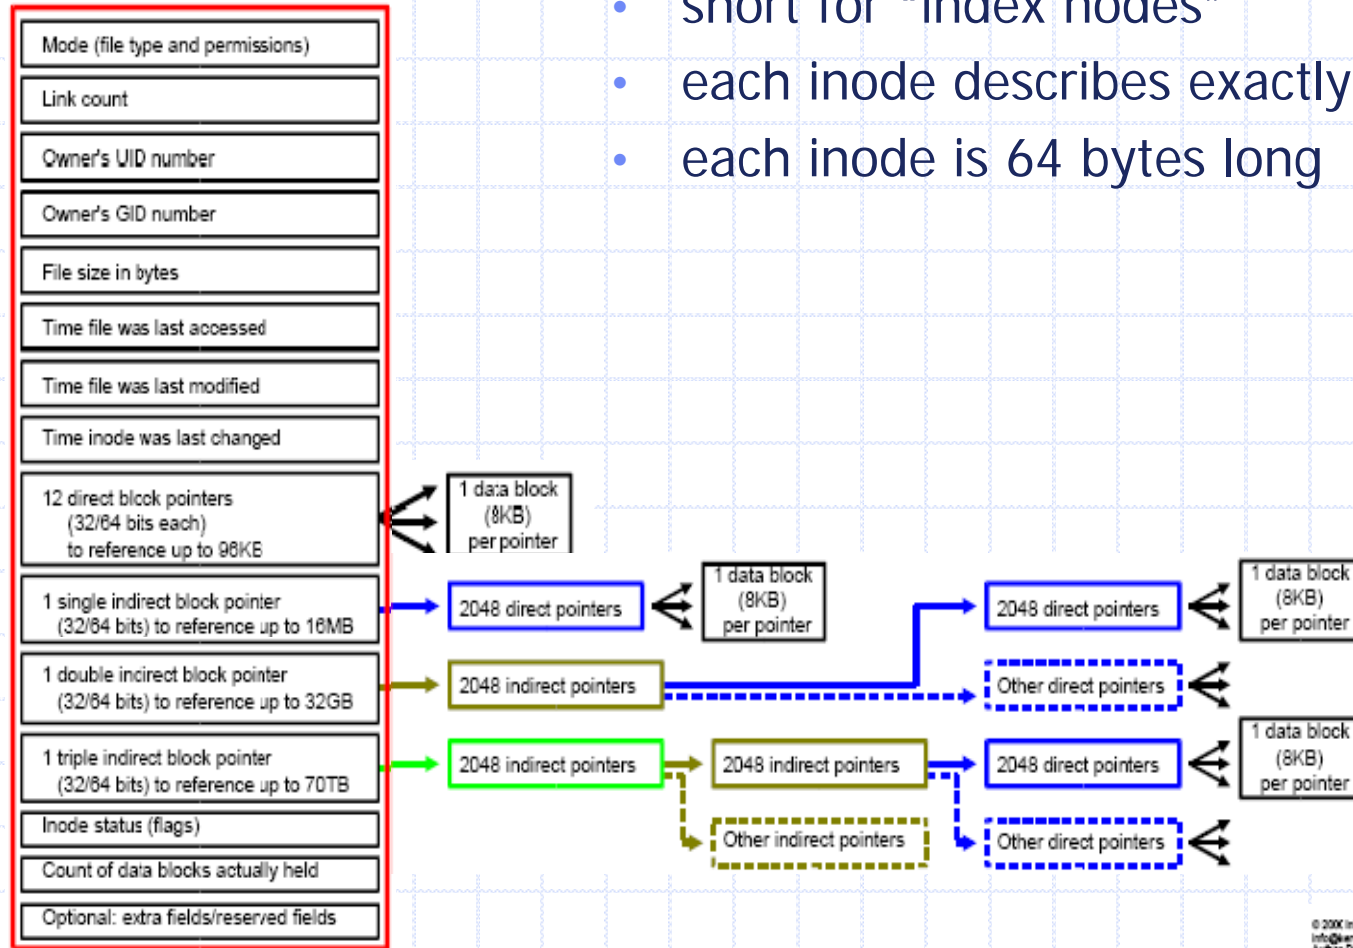 short for "index nodes"
each inode describes exactly
each inode is 64 bytes long
Mode (file type and permissions)
Link count
Owner's UID number
Owner's GID number
File size in bytes
Time file was last accessed
Time file was last modified
Time inode was last changed
12 direct block pointers
(32/64 bits each)
to reference up to 96KB
1 data block
(8KB)
per pointer
1 single indirect block pointer
(32/64 bits) to reference up to 16MB
2048 direct pointers
1 data block
(8KB)
per pointer
2048 direct pointers
1 data block
(8KB)
per pointer
1 double indirect block pointer
(32/64 bits) to reference up to 32GB
2048 indirect pointers
Other direct pointers
1 triple indirect block pointer
(32/64 bits) to reference up to 70TB
2048 indirect pointers
2048 indirect pointers
2048 direct pointers
1 data block
(8KB)
per pointer
Other indirect pointers
Other direct pointers
Inode status (flags)
Count of data blocks actually held
Optional: extra fields/reserved fields